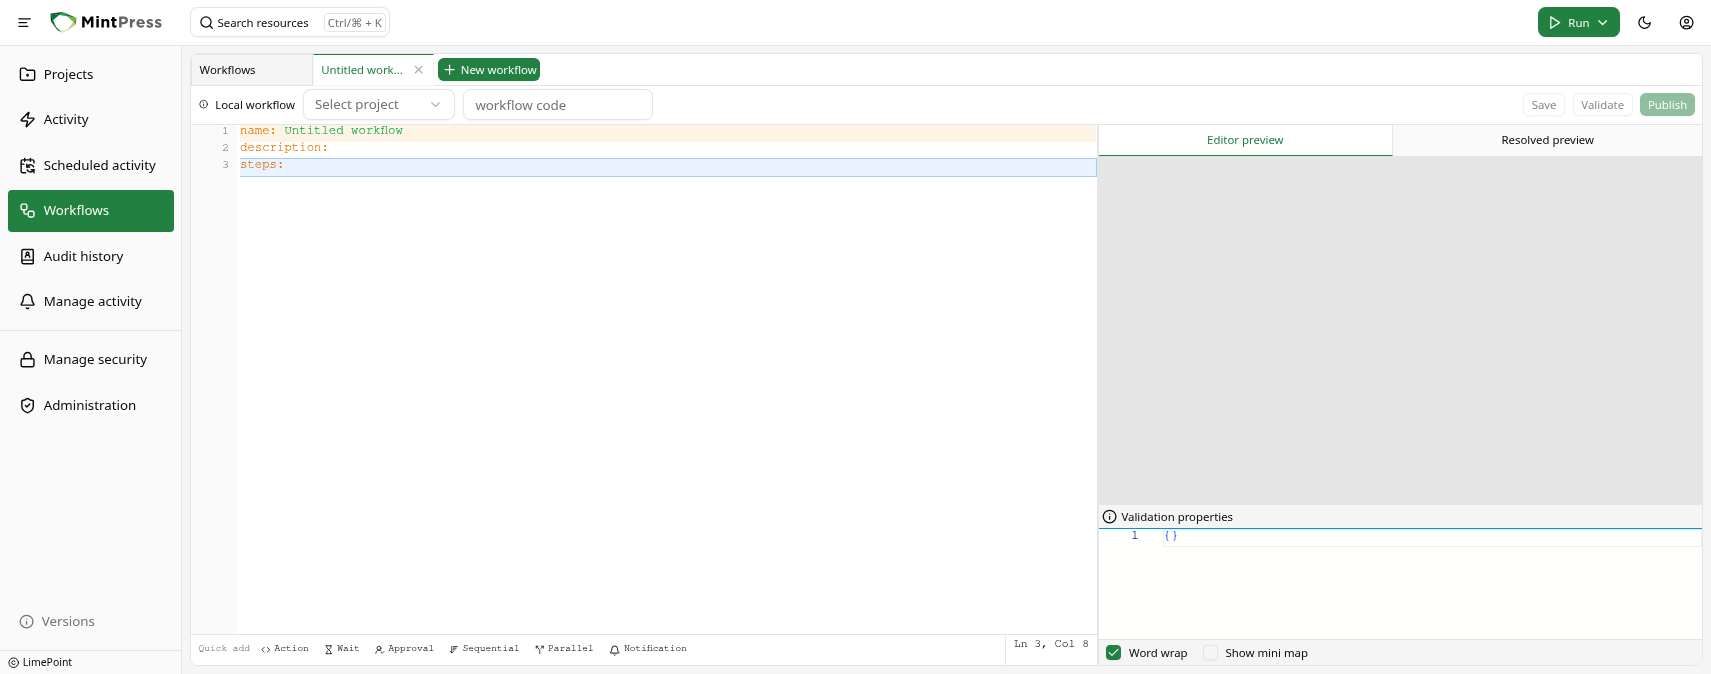 MintPress
Search resources
Ctrl/⌘ + K
Run
Projects
Activity
Scheduled activity
Workflows
Audit history
Manage activity
Manage security
Administration
Versions
LimePoint
Workflows
Untitled work...
New workflow
Local workflow
Select project
workflow code
Save
Validate
Publish
1 name: Untitled workflow
2 description:
3 steps:
Quick add
Action
Wait
Approval
Sequential
Parallel
Notification
Ln 3, Col 8
Editor preview
Resolved preview
Validation properties
1 {}
Word wrap
Show mini map